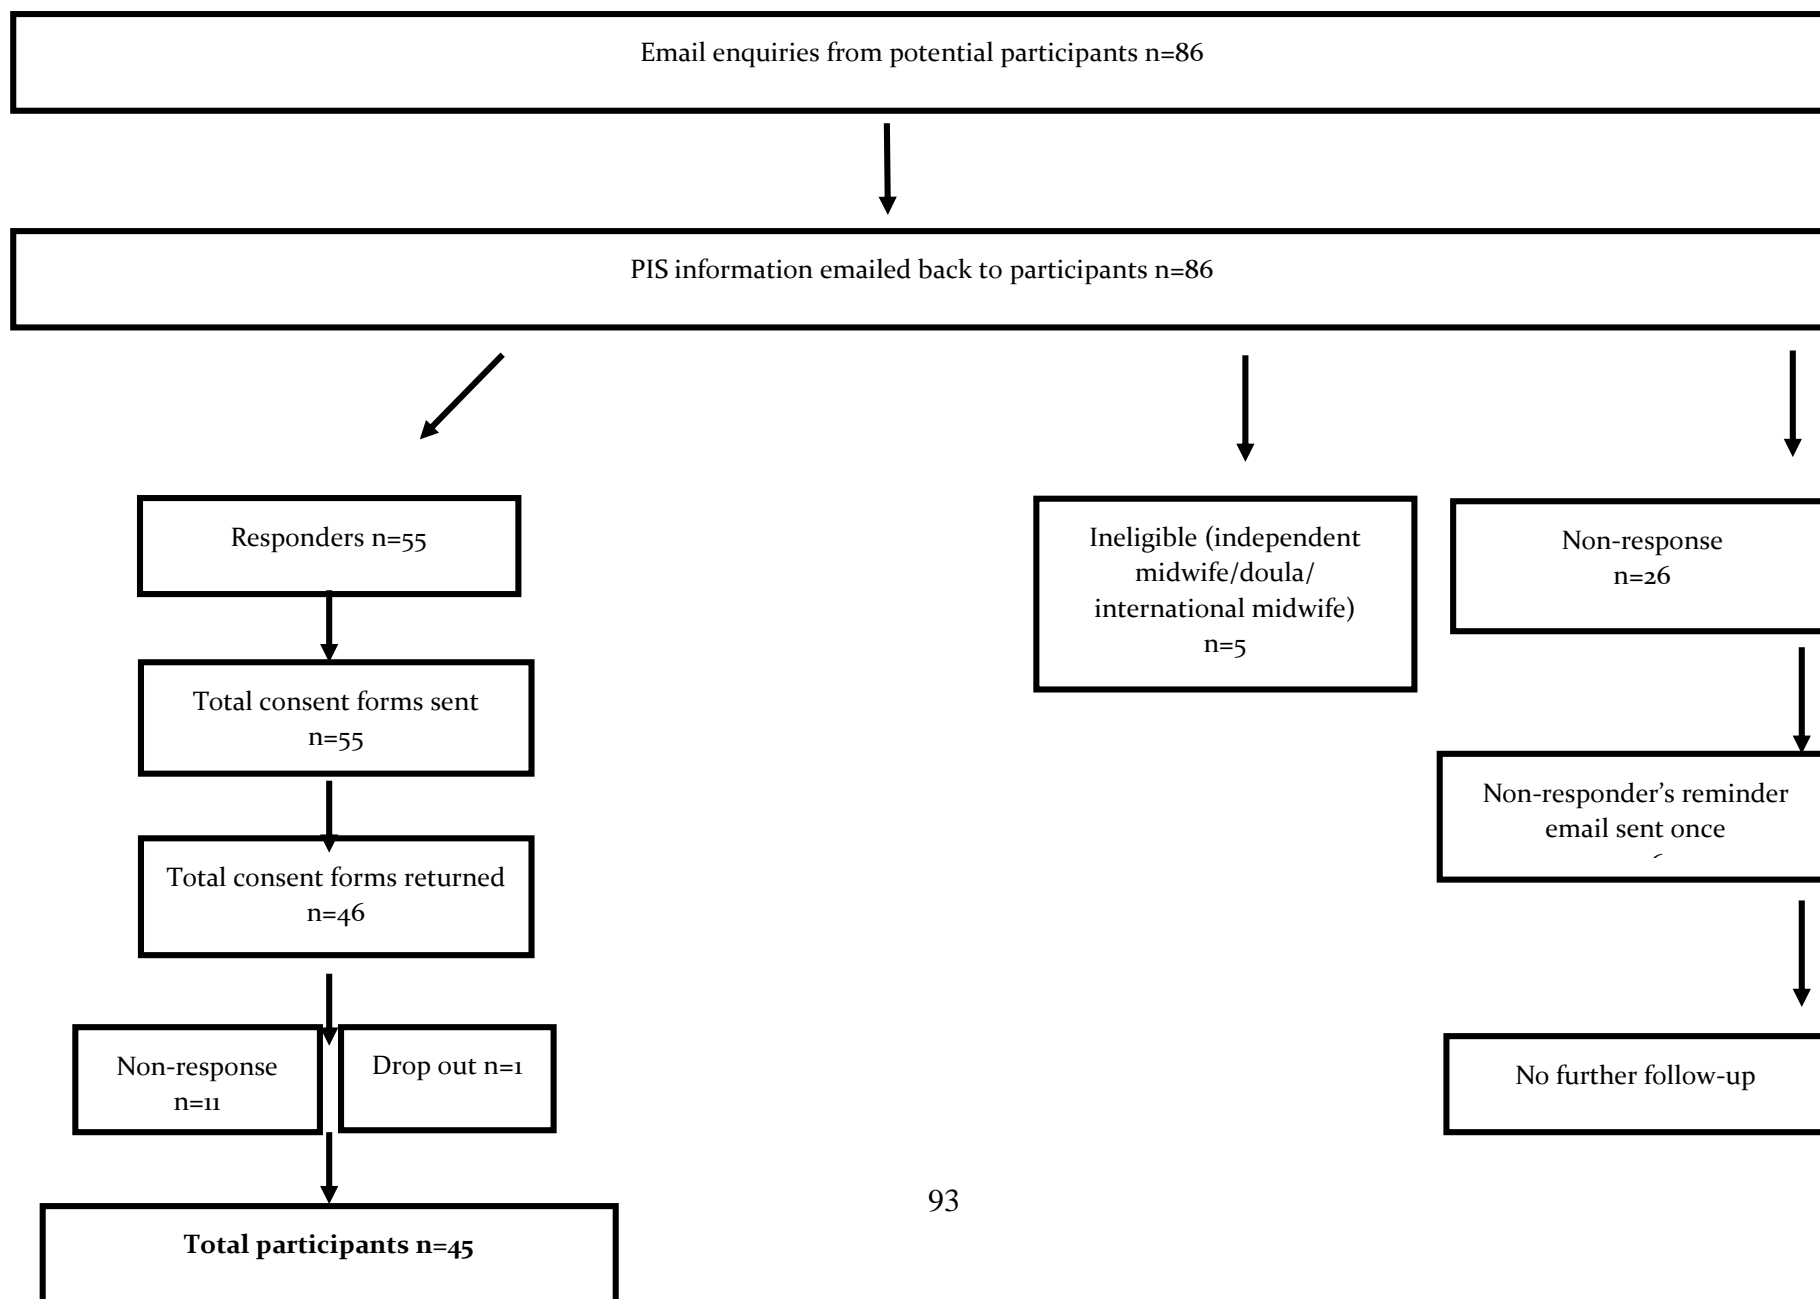 Email enquiries from potential participants n=86
PIS information emailed back to participants n=86
Responders n=55
Total consent forms sent
n=55
Total consent forms returned
n=46
Non-response
n=11
Drop out n=1
Total participants n=45
Ineligible (independent
midwife/doula/
international midwife)
n=5
Non-response
n=26
Non-responder’s reminder
email sent once
No further follow-up
93